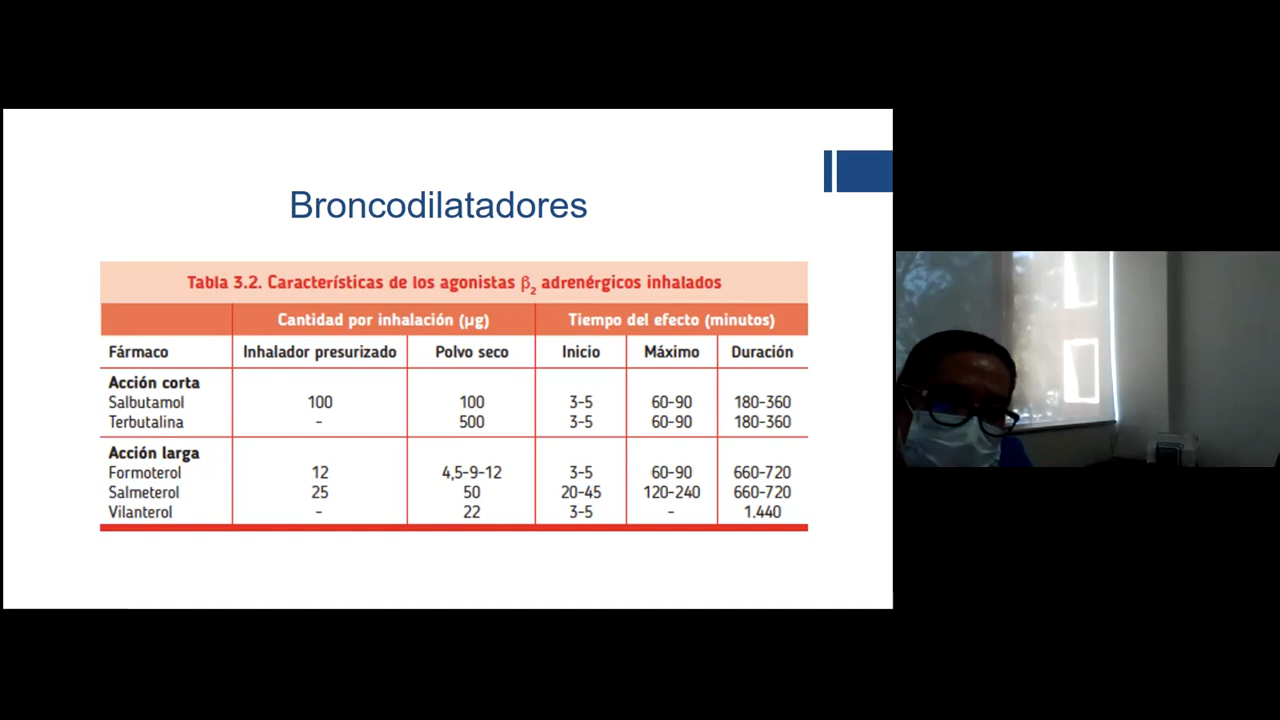 Broncodilatadores
Tabla 3.2. Características de los agonistas β2 adrenérgicos inhalados
Cantidad por inhalación (µg) Tiempo del efecto (minutos)
Fármaco Inhalador presurizado Polvo seco Inicio Máximo Duración
Acción corta
Salbutamol 100 100 3-5 60-90 180-360
Terbutalina - 500 3-5 60-90 180-360
Acción larga
Formoterol 12 4,5-9-12 3-5 60-90 660-720
Salmeterol 25 50 20-45 120-240 660-720
Vilanterol - 22 3-5 - 1.440